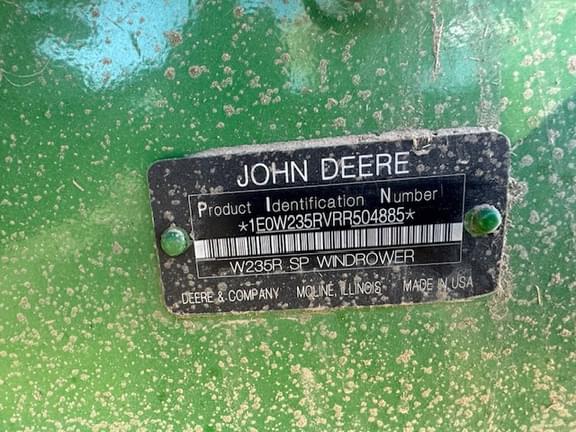 JOHN DEERE
Product Identification Number
*1E0W235RVRR504885*
W235R SP WINDROWER
DEERE & COMPANY MOLINE, ILLINOIS MADE IN USA